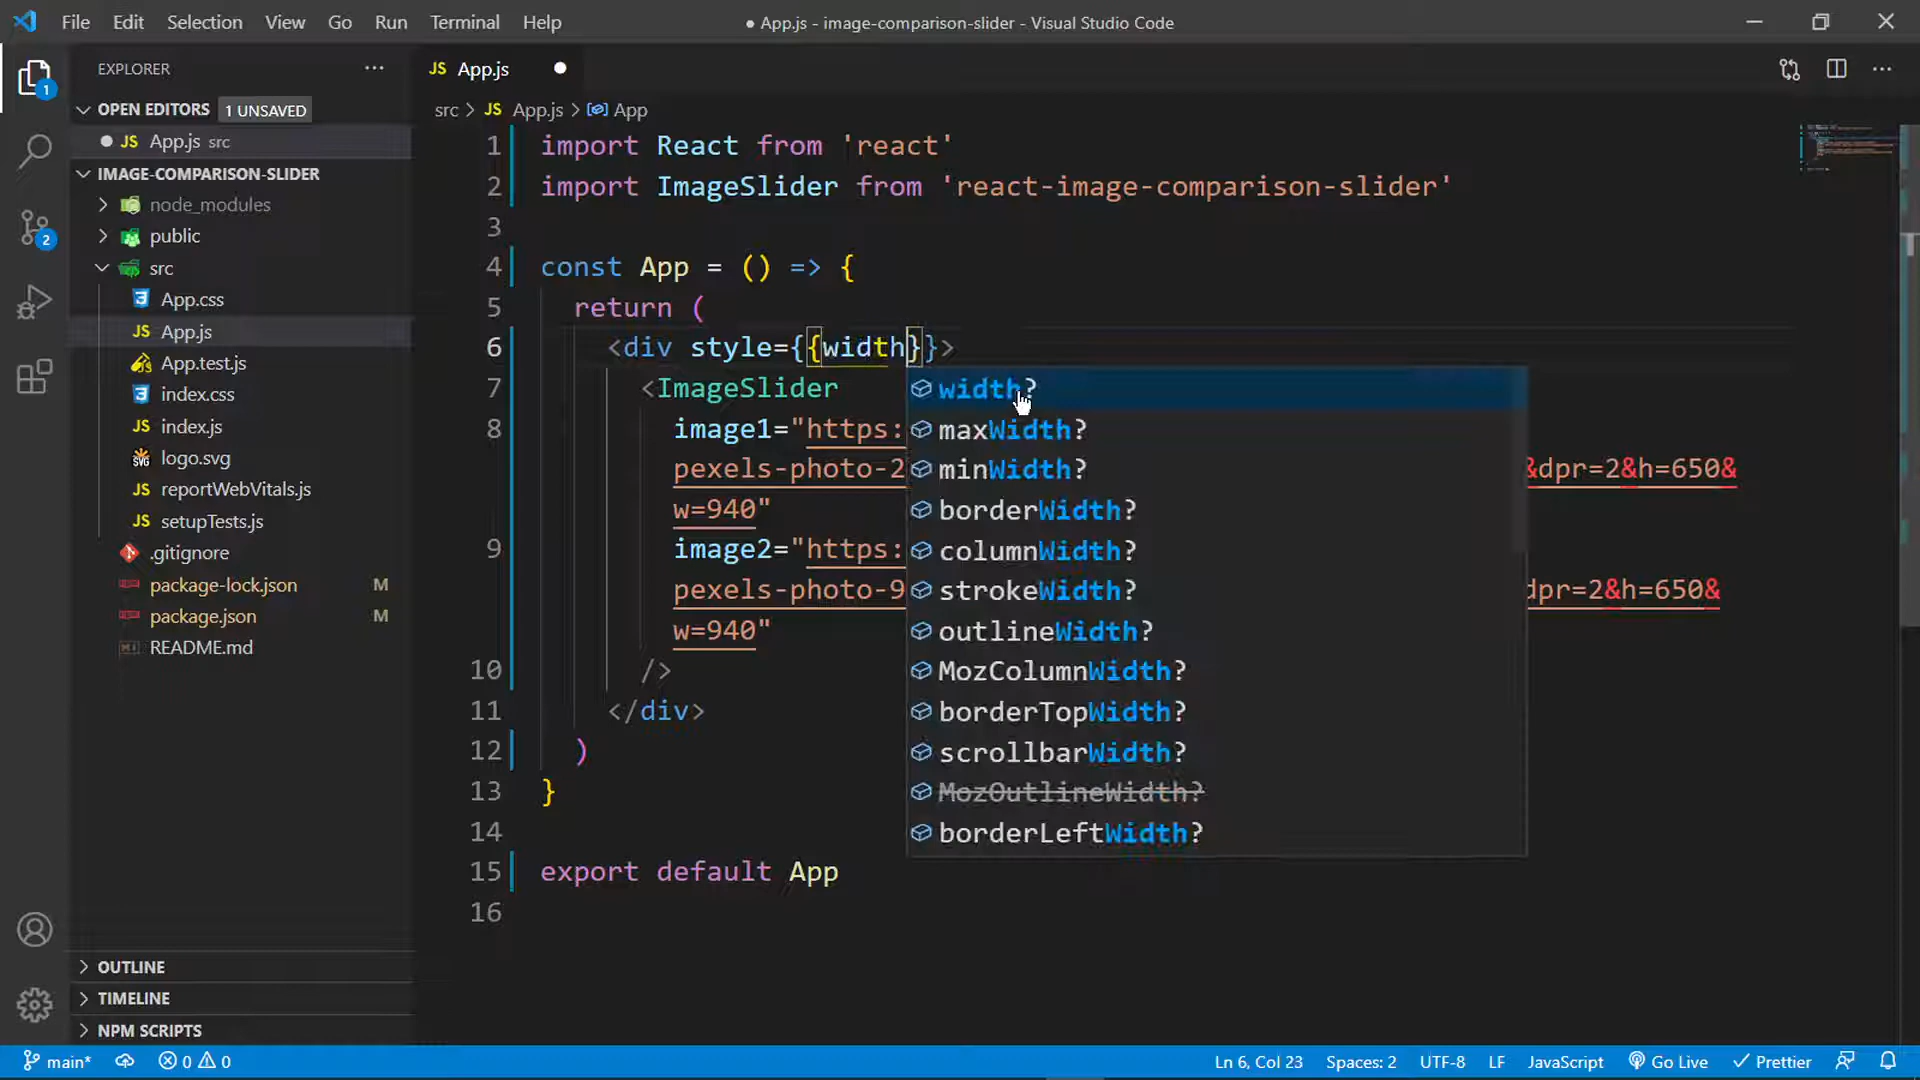 File Edit Selection View Go Run Terminal Help
● App.js - image-comparison-slider - Visual Studio Code
EXPLORER
OPEN EDITORS 1 UNSAVED
JS App.js src
IMAGE-COMPARISON-SLIDER
node_modules
public
src
App.css
JS App.js
App.test.js
index.css
JS index.js
logo.svg
JS reportWebVitals.js
JS setupTests.js
.gitignore
package-lock.json M
package.json M
README.md
OUTLINE
TIMELINE
NPM SCRIPTS
1
2
JS App.js
src > JS App.js > App
1 import React from 'react'
2 import ImageSlider from 'react-image-comparison-slider'
3
4 const App = () => {
5 return (
6 <div style={{width}}>
7 <ImageSlider
8 image1="https:
pexels-photo-2 &dpr=2&h=650&
w=940"
9 image2="https:
pexels-photo-9 dpr=2&h=650&
w=940"
10 />
11 </div>
12 )
13 }
14
15 export default App
16
width?
maxWidth?
minWidth?
borderWidth?
columnWidth?
strokeWidth?
outlineWidth?
MozColumnWidth?
borderTopWidth?
scrollbarWidth?
MozOutlineWidth?
borderLeftWidth?
main* 0 0
Ln 6, Col 23 Spaces: 2 UTF-8 LF JavaScript Go Live Prettier